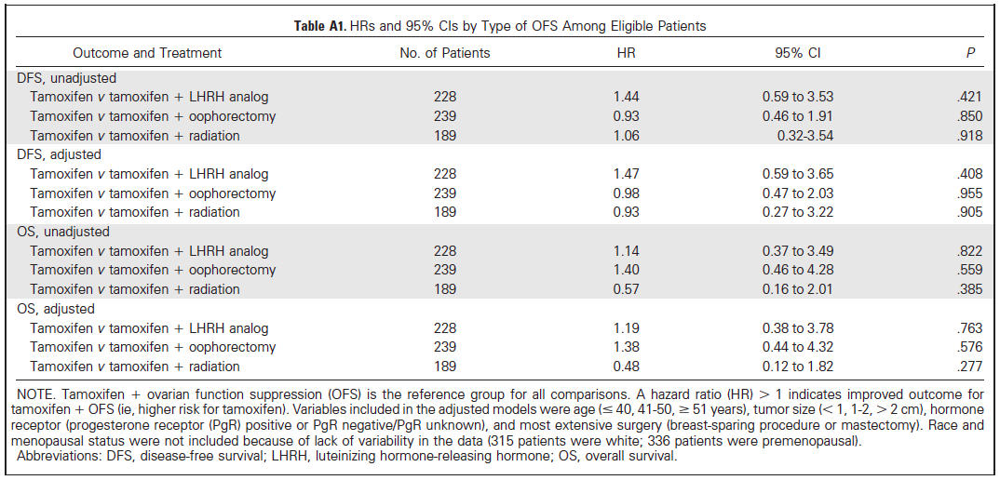 Table A1. HRs and 95% CIs by Type of OFS Among Eligible Patients
Outcome and Treatment No. of Patients HR 95% CI P
DFS, unadjusted
Tamoxifen v tamoxifen + LHRH analog 228 1.44 0.59 to 3.53 .421
Tamoxifen v tamoxifen + oophorectomy 239 0.93 0.46 to 1.91 .850
Tamoxifen v tamoxifen + radiation 189 1.06 0.32-3.54 .918
DFS, adjusted
Tamoxifen v tamoxifen + LHRH analog 228 1.47 0.59 to 3.65 .408
Tamoxifen v tamoxifen + oophorectomy 239 0.98 0.47 to 2.03 .955
Tamoxifen v tamoxifen + radiation 189 0.93 0.27 to 3.22 .905
OS, unadjusted
Tamoxifen v tamoxifen + LHRH analog 228 1.14 0.37 to 3.49 .822
Tamoxifen v tamoxifen + oophorectomy 239 1.40 0.46 to 4.28 .559
Tamoxifen v tamoxifen + radiation 189 0.57 0.16 to 2.01 .385
OS, adjusted
Tamoxifen v tamoxifen + LHRH analog 228 1.19 0.38 to 3.78 .763
Tamoxifen v tamoxifen + oophorectomy 239 1.38 0.44 to 4.32 .576
Tamoxifen v tamoxifen + radiation 189 0.48 0.12 to 1.82 .277
NOTE. Tamoxifen + ovarian function suppression (OFS) is the reference group for all comparisons. A hazard ratio (HR) > 1 indicates improved outcome for
tamoxifen + OFS (ie, higher risk for tamoxifen). Variables included in the adjusted models were age (≤ 40, 41-50, ≥ 51 years), tumor size (< 1, 1-2, > 2 cm), hormone
receptor (progesterone receptor (PgR) positive or PgR negative/PgR unknown), and most extensive surgery (breast-sparing procedure or mastectomy). Race and
menopausal status were not included because of lack of variability in the data (315 patients were white; 336 patients were premenopausal).
Abbreviations: DFS, disease-free survival; LHRH, luteinizing hormone-releasing hormone; OS, overall survival.